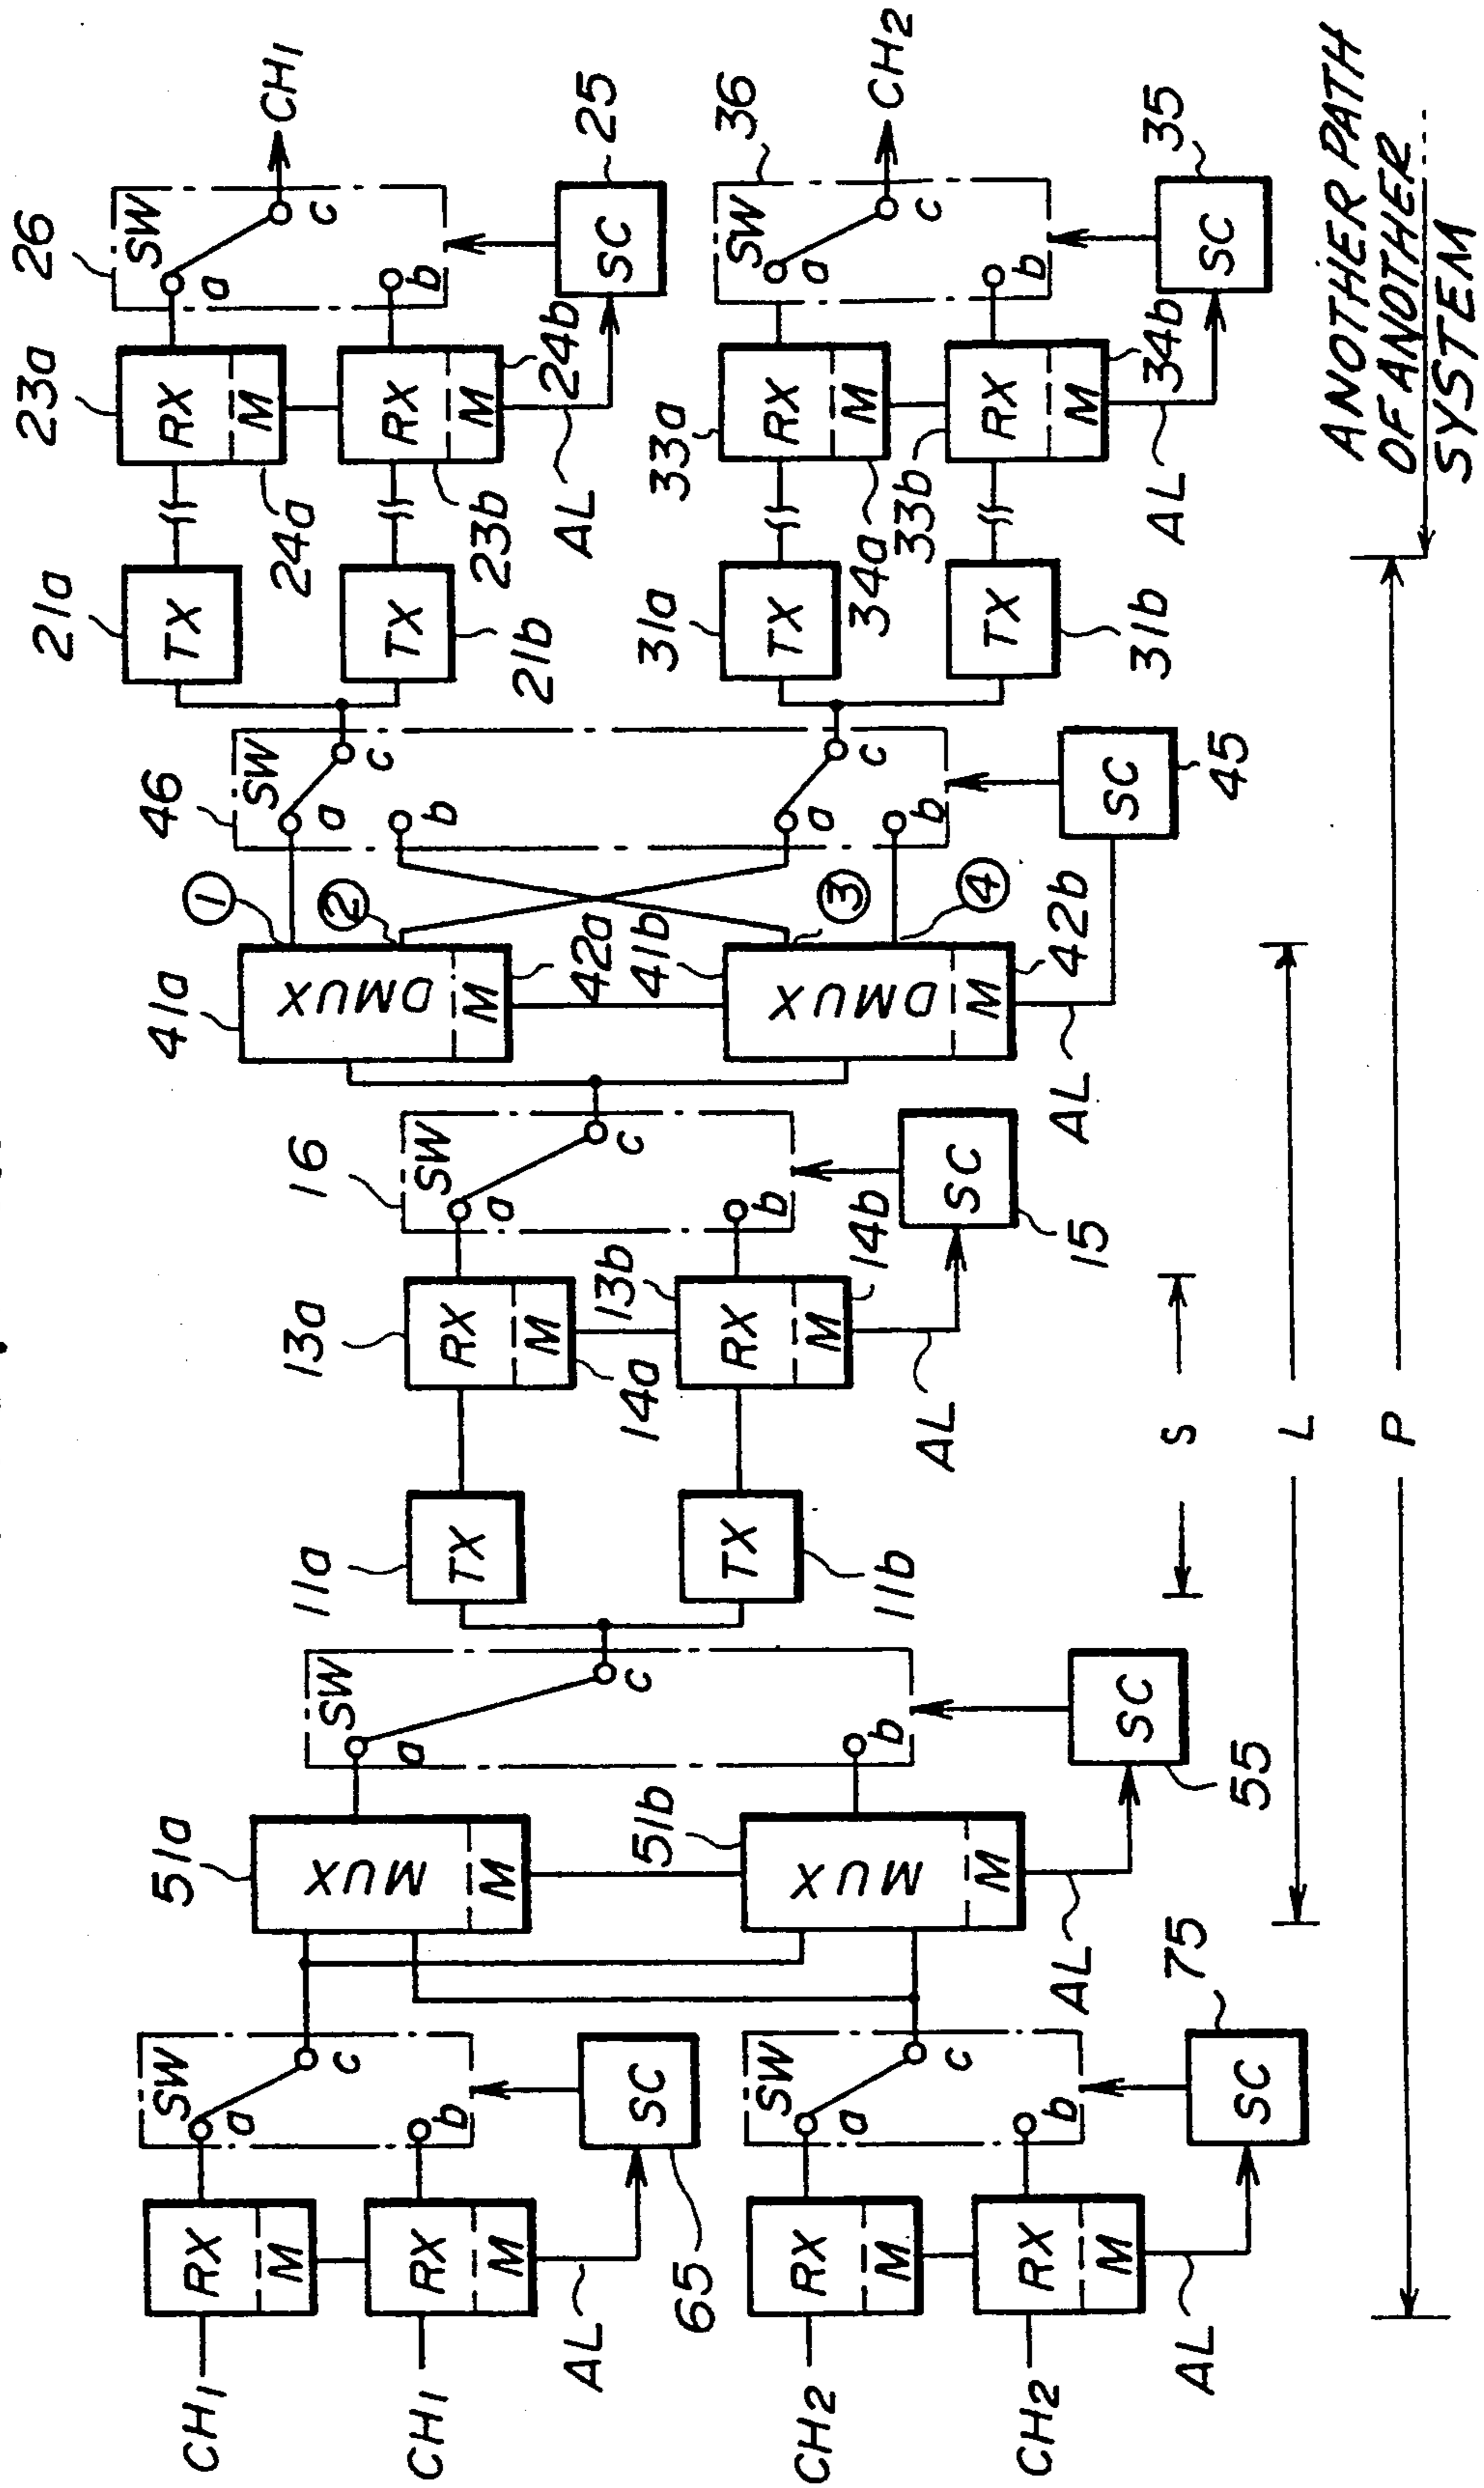 CH1
CH1
RX
M
RX
M
AL
65
SC
SW
a
b
c
CH2
CH2
RX
M
RX
M
AL
75
SC
SW
a
b
c
51a
MUX
M
51b
MUX
M
AL
55
SC
SW
a
b
c
11a
TX
11b
TX
13a
RX
M
14a
13b
RX
M
14b
AL
15
SC
16
SW
a
b
c
41a
DMUX
M
42a
41b
DMUX
M
42b
AL
①
②
③
④
46
SW
a
b
c
a
b
c
SC
45
21a
TX
21b
TX
23a
RX
M
24a
23b
RX
M
24b
AL
SC
25
26
SW
a
b
c
CH1
31a
TX
31b
TX
33a
RX
M
34a
33b
RX
M
34b
AL
SC
35
36
SW
a
b
c
CH2
S
L
P
ANOTHER PATH
OF ANOTHER
SYSTEM